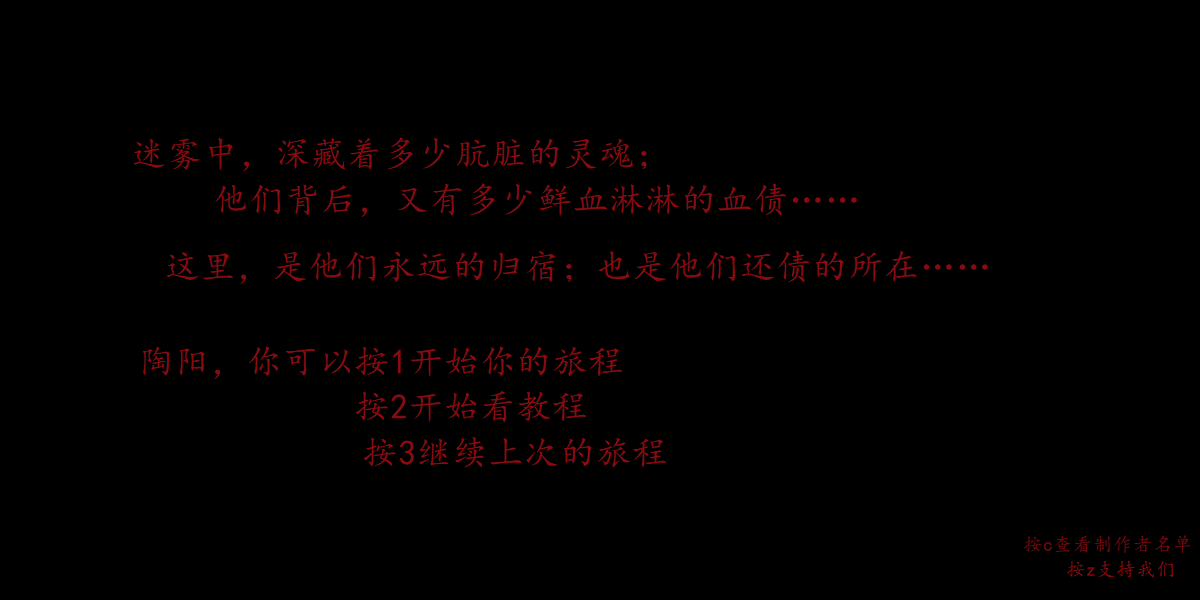 迷雾中，深藏着多少肮脏的灵魂；
他们背后，又有多少鲜血淋淋的血债……
这里，是他们永远的归宿；也是他们还债的所在……
陶阳，你可以按1开始你的旅程
按2开始看教程
按3继续上次的旅程
按c查看制作者名单
按z支持我们